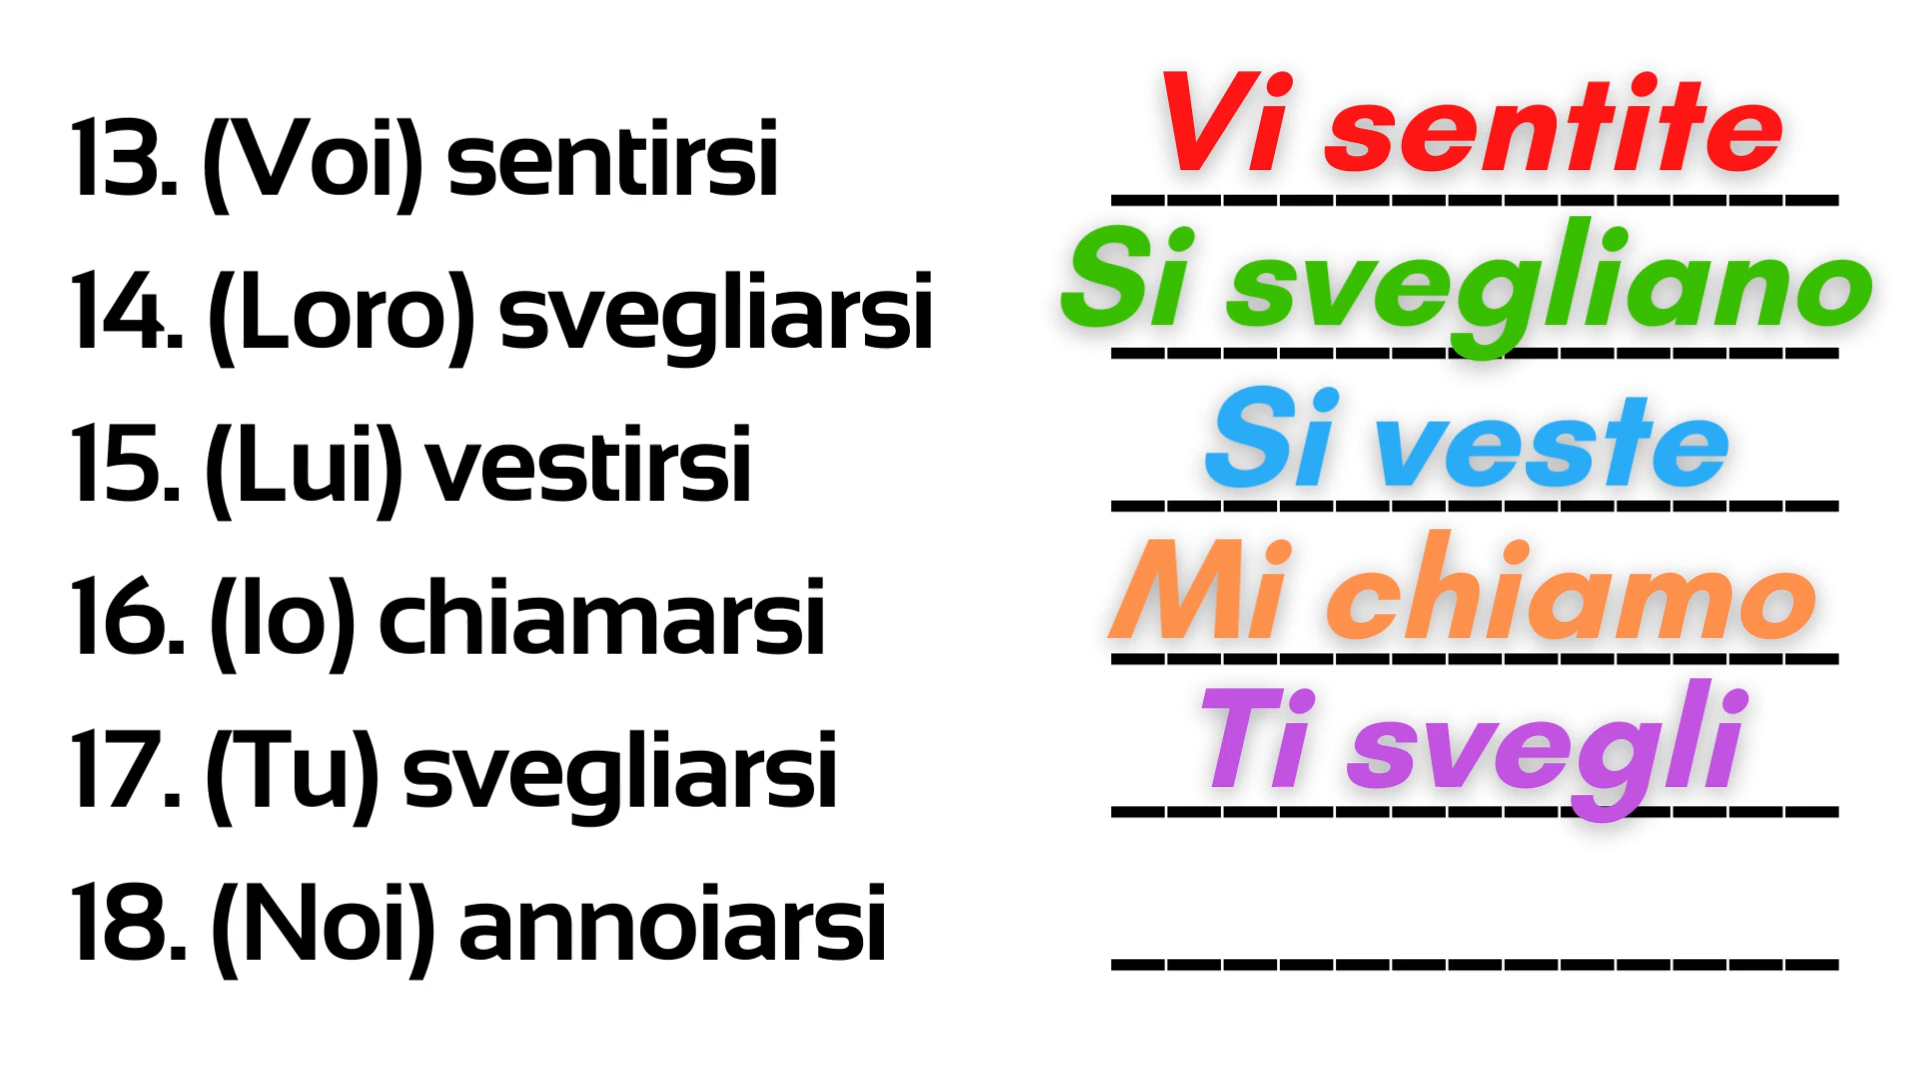 13. (Voi) sentirsi Vi sentite
14. (Loro) svegliarsi Si svegliano
15. (Lui) vestirsi Si veste
16. (Io) chiamarsi Mi chiamo
17. (Tu) svegliarsi Ti svegli
18. (Noi) annoiarsi